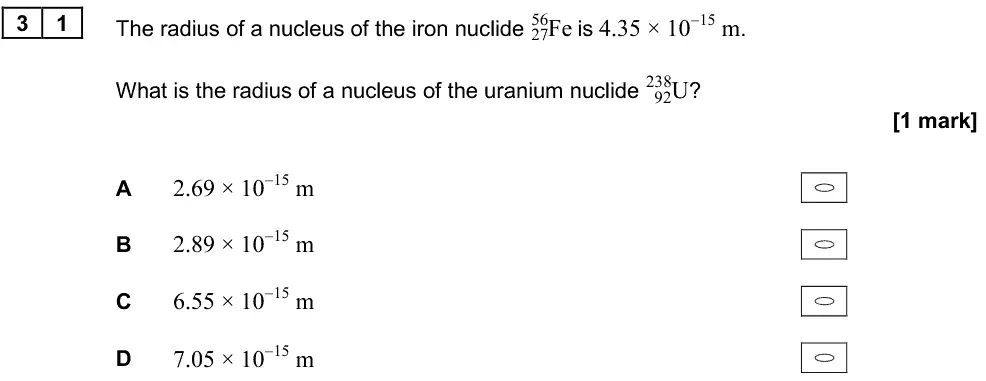 3 1 The radius of a nucleus of the iron nuclide ⁵⁶₂₇Fe is 4.35 × 10⁻¹⁵ m.
What is the radius of a nucleus of the uranium nuclide ²³⁸₉₂U?
[1 mark]
A 2.69 × 10⁻¹⁵ m
B 2.89 × 10⁻¹⁵ m
C 6.55 × 10⁻¹⁵ m
D 7.05 × 10⁻¹⁵ m